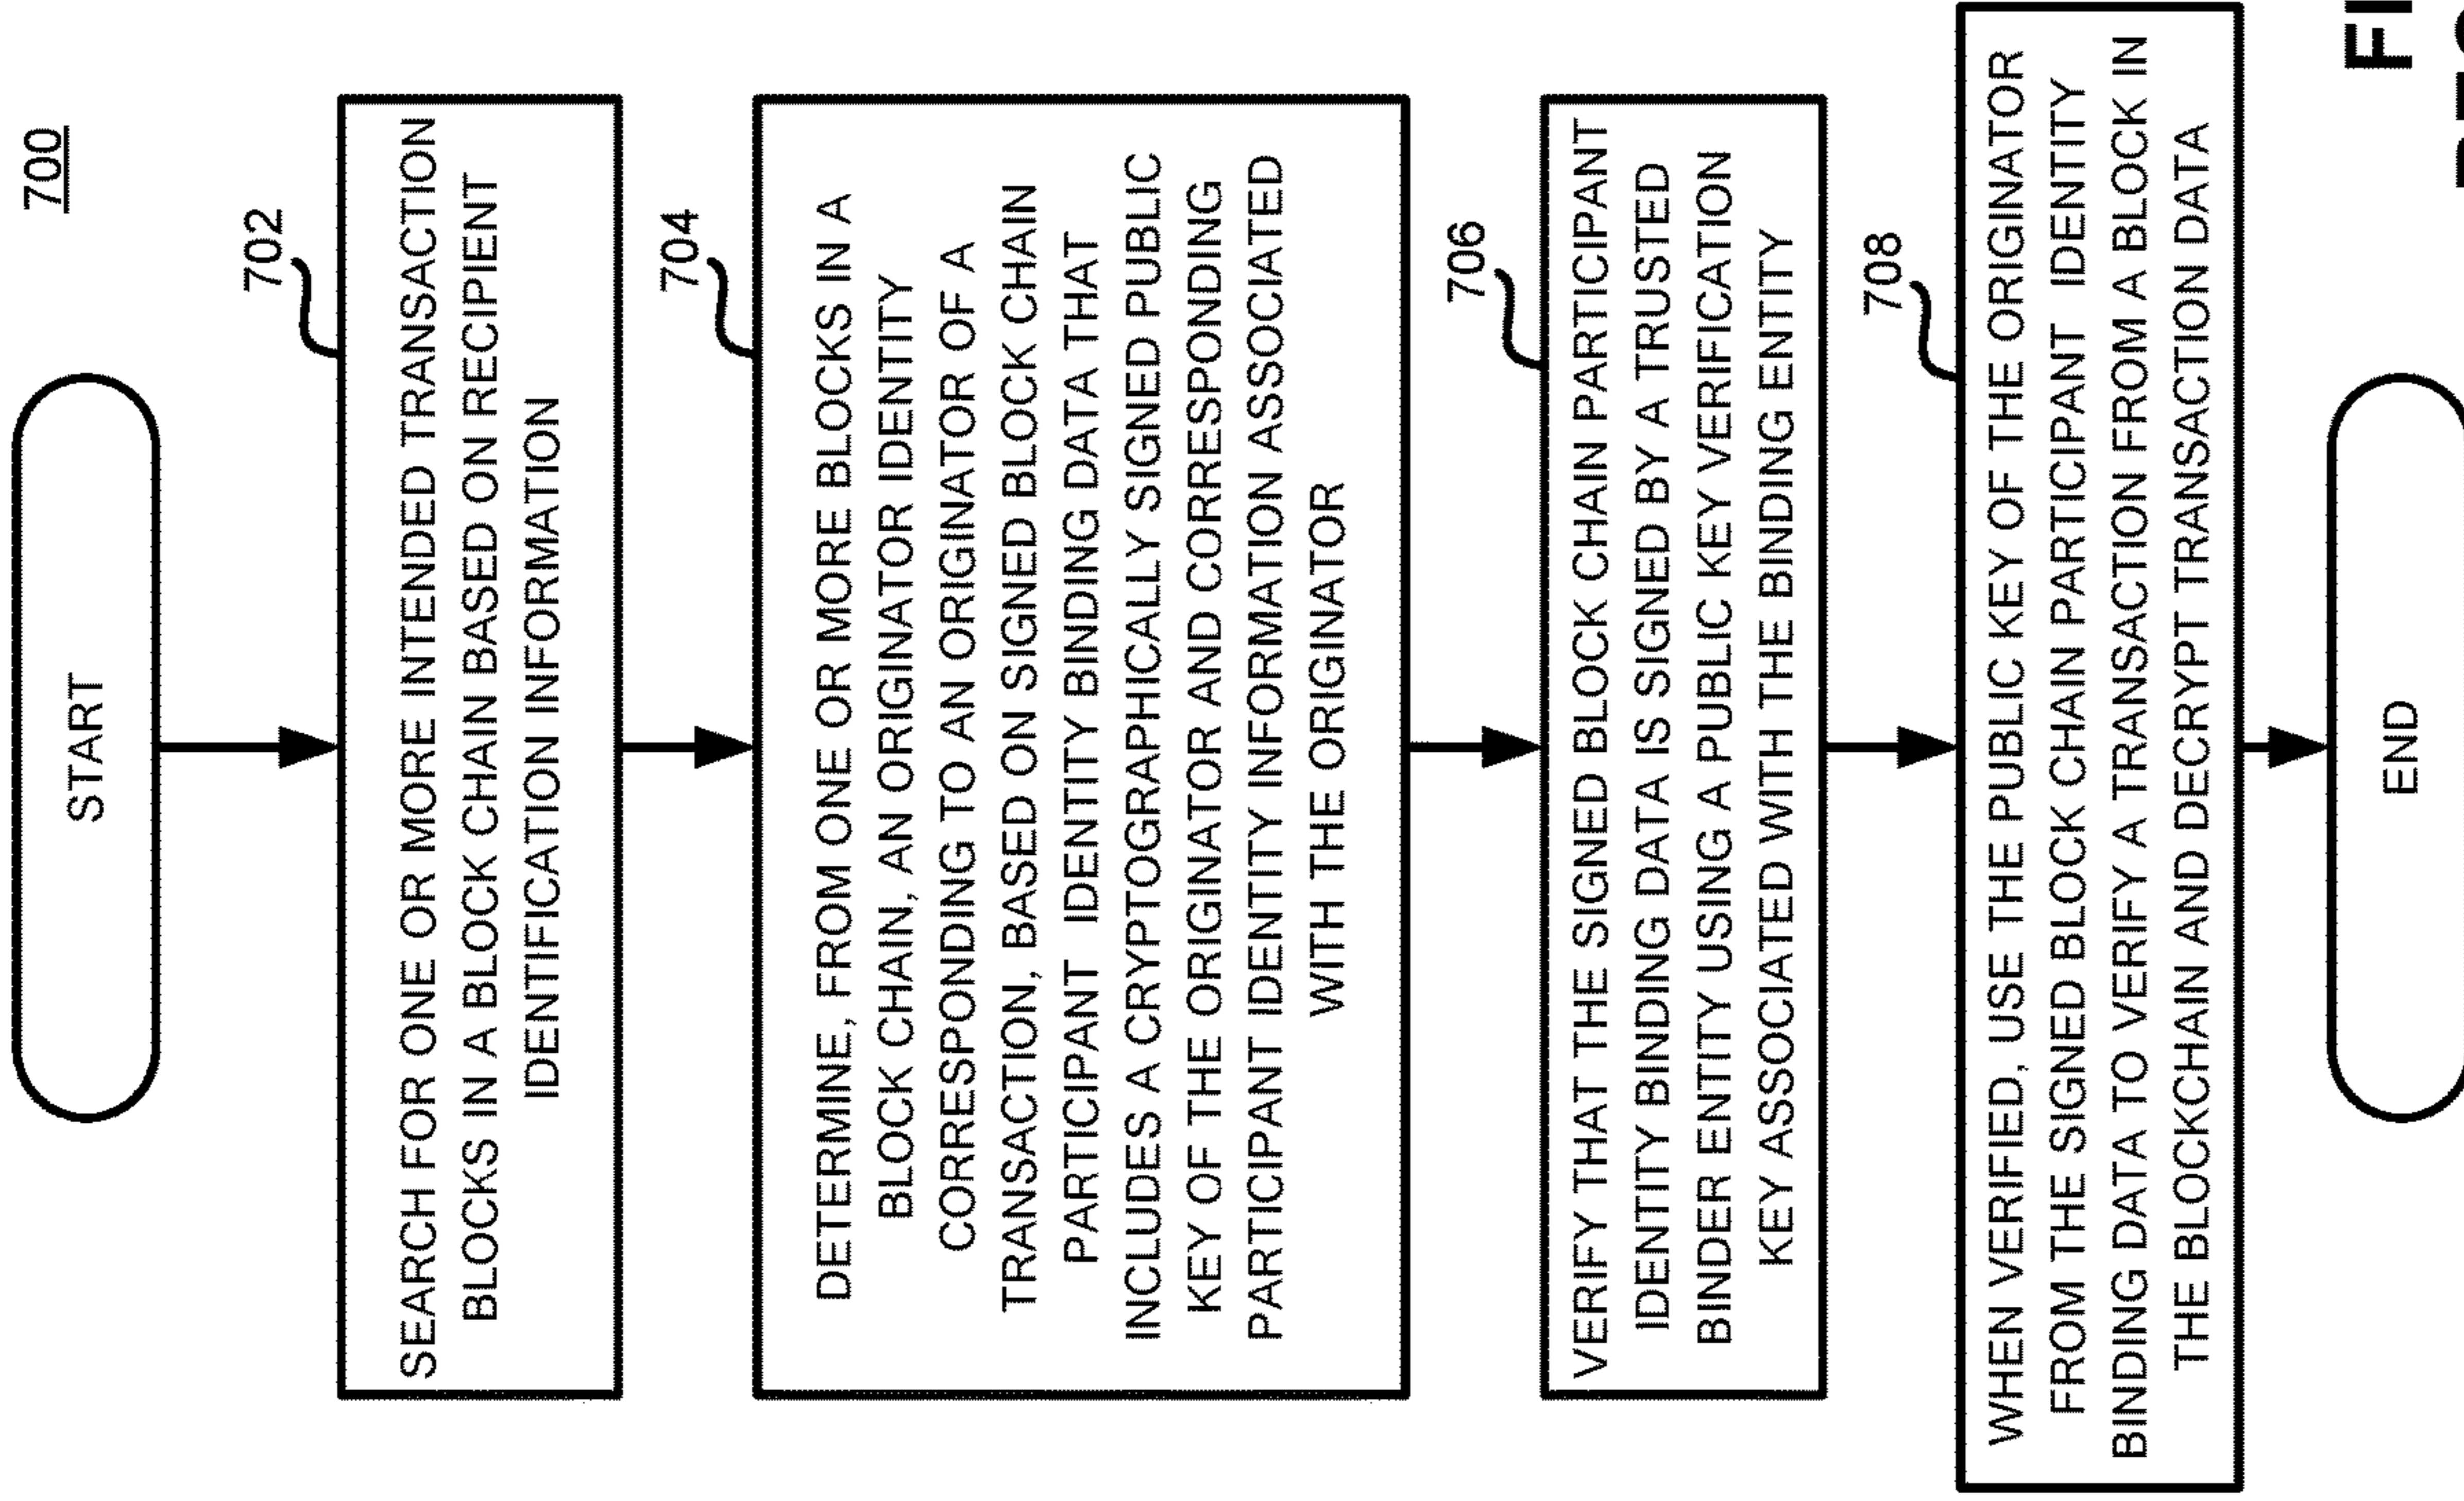 700
START
702
SEARCH FOR ONE OR MORE INTENDED TRANSACTION
BLOCKS IN A BLOCK CHAIN BASED ON RECIPIENT
IDENTIFICATION INFORMATION
704
DETERMINE, FROM ONE OR MORE BLOCKS IN A
BLOCK CHAIN, AN ORIGINATOR IDENTITY
CORRESPONDING TO AN ORIGINATOR OF A
TRANSACTION, BASED ON SIGNED BLOCK CHAIN
PARTICIPANT IDENTITY BINDING DATA THAT
INCLUDES A CRYPTOGRAPHICALLY SIGNED PUBLIC
KEY OF THE ORIGINATOR AND CORRESPONDING
PARTICIPANT IDENTITY INFORMATION ASSOCIATED
WITH THE ORIGINATOR
706
VERIFY THAT THE SIGNED BLOCK CHAIN PARTICIPANT
IDENTITY BINDING DATA IS SIGNED BY A TRUSTED
BINDER ENTITY USING A PUBLIC KEY VERIFICATION
KEY ASSOCIATED WITH THE BINDING ENTITY
708
WHEN VERIFIED, USE THE PUBLIC KEY OF THE ORIGINATOR
FROM THE SIGNED BLOCK CHAIN PARTICIPANT IDENTITY
BINDING DATA TO VERIFY A TRANSACTION FROM A BLOCK IN
THE BLOCKCHAIN AND DECRYPT TRANSACTION DATA
END